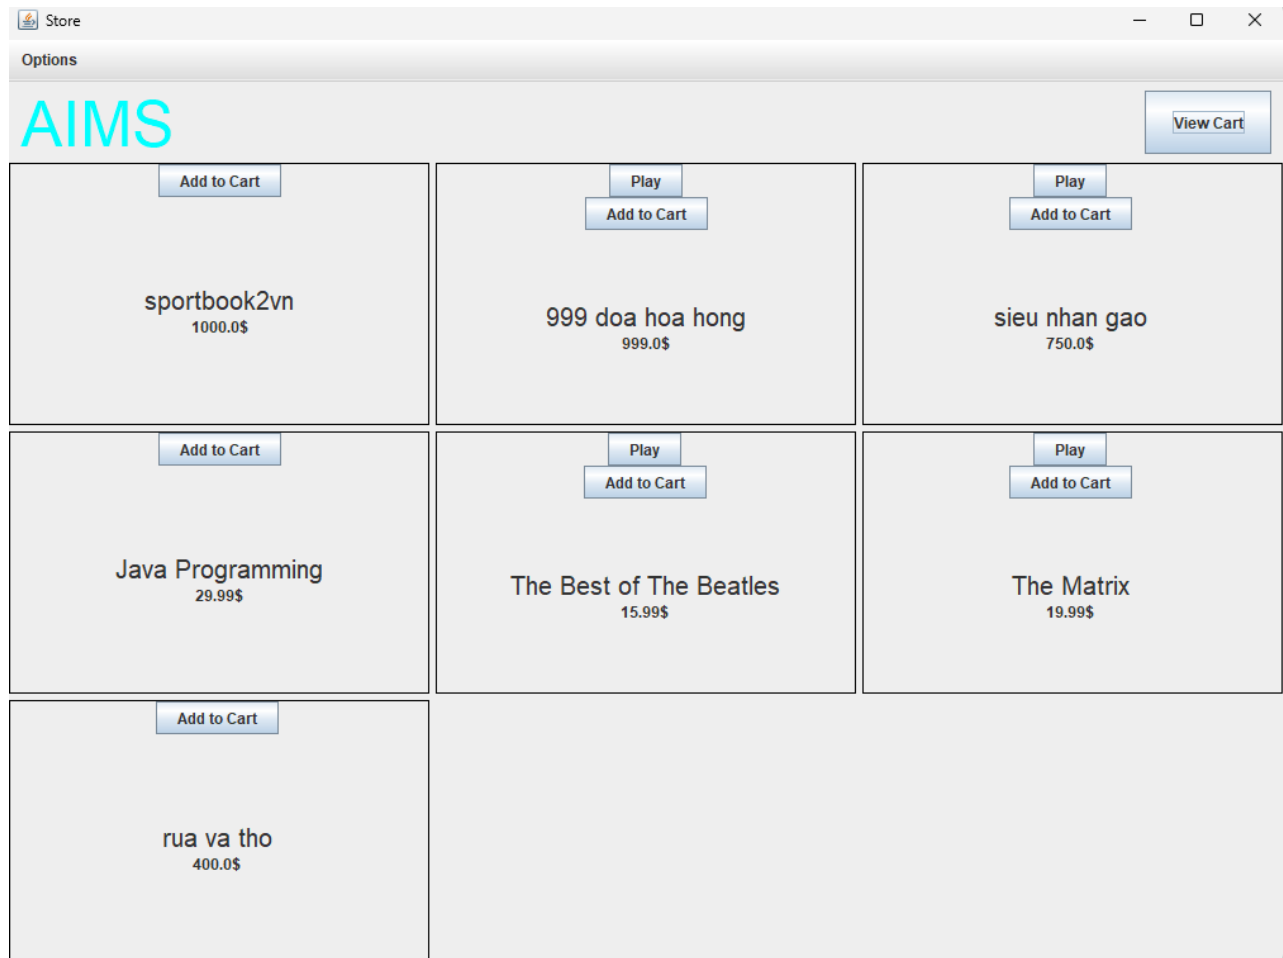 Store
Options
AIMS
View Cart
Add to Cart
sportbook2vn
1000.0$
Play
Add to Cart
999 doa hoa hong
999.0$
Play
Add to Cart
sieu nhan gao
750.0$
Add to Cart
Java Programming
29.99$
Play
Add to Cart
The Best of The Beatles
15.99$
Play
Add to Cart
The Matrix
19.99$
Add to Cart
rua va tho
400.0$